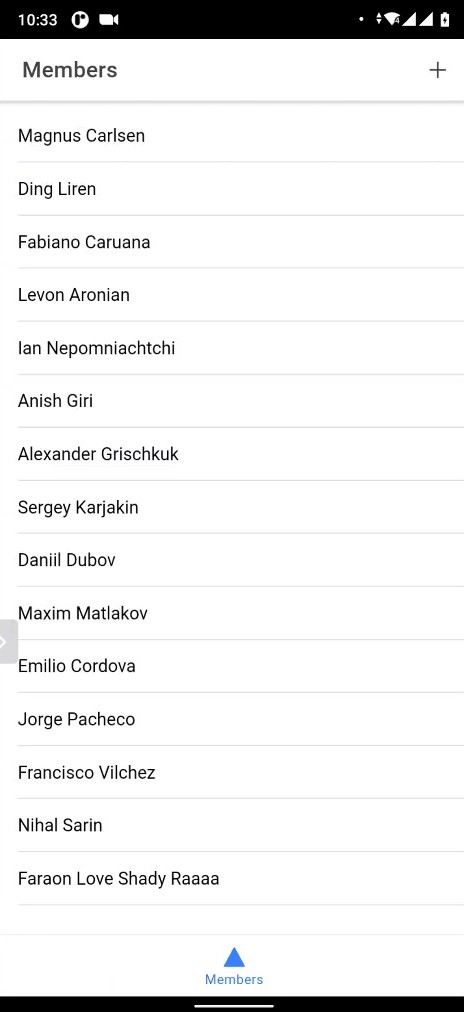 10:33
Members
Magnus Carlsen
Ding Liren
Fabiano Caruana
Levon Aronian
Ian Nepomniachtchi
Anish Giri
Alexander Grischkuk
Sergey Karjakin
Daniil Dubov
Maxim Matlakov
Emilio Cordova
Jorge Pacheco
Francisco Vilchez
Nihal Sarin
Faraon Love Shady Raaaa
Members